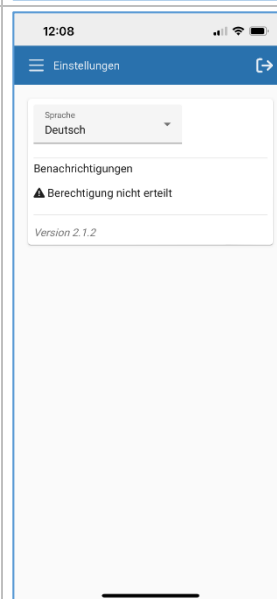 12:08
Einstellungen
Sprache
Deutsch
Benachrichtigungen
Berechtigung nicht erteilt
Version 2.1.2